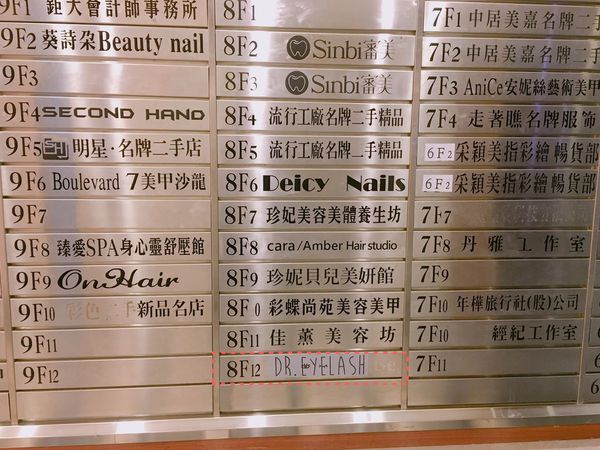 9F1 鉅大會計師事務所
9F2 葵詩朵Beauty nail
9F3
9F4 SECOND HAND
9F5 SHJ 明星·名牌二手店
9F6 Boulevard 7美甲沙龍
9F7
9F8 臻愛SPA身心靈舒壓館
9F9 OnHair
9F10 彩色二手新品名店
9F11
9F12
8F1
8F2 Sinbi審美
8F3 Sinbi審美
8F4 流行工廠名牌二手精品
8F5 流行工廠名牌二手精品
8F6 Deicy Nails
8F7 珍妃美容美體養生坊
8F8 cara/Amber Hair studio
8F9 珍妮貝兒美妍館
8F 0 彩蝶尚苑美容美甲
8F11 佳薰美容坊
8F12 DR.EYELASH
7F1 中居美嘉名牌二手
7F2 中居美嘉名牌二手
7F3 AniCe安妮絲藝術美甲
7F4 走著瞧名牌服飾
6F2 采穎美指彩繪 暢貨部
6F2 采穎美指彩繪 暢貨部
7F7
7F8 丹雅工作室
7F9
7F10 年樺旅行社(股)公司
7F11 經紀工作室
7F11